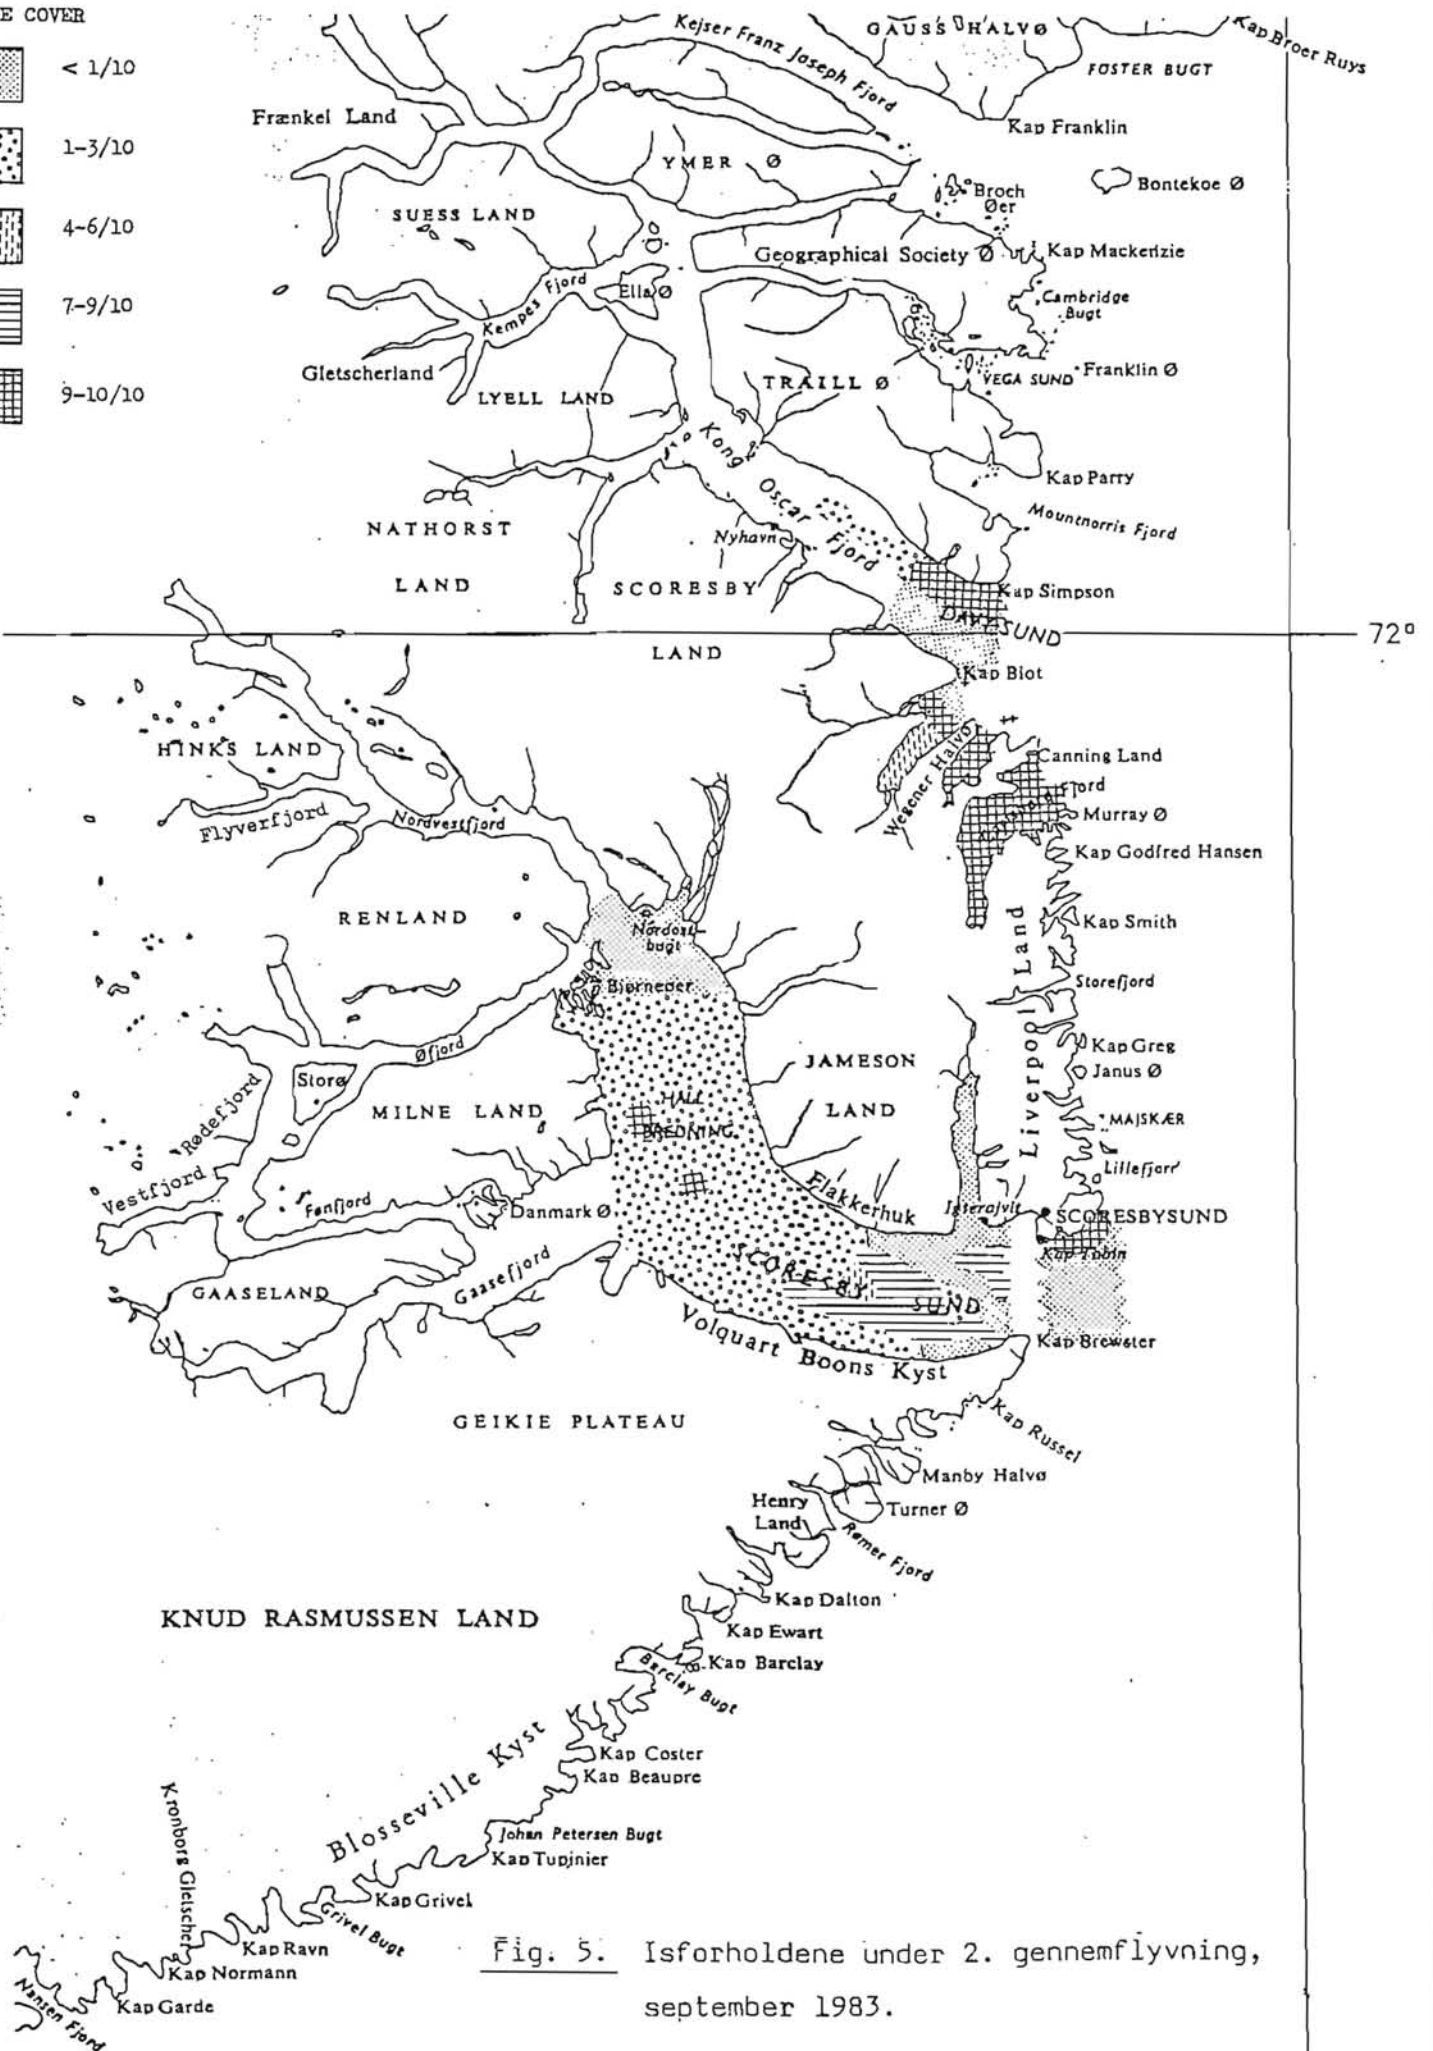 E COVER
< 1/10
1-3/10
4-6/10
7-9/10
9-10/10
Kejser Franz Joseph Fjord
GAUSS HALVØ
Kap Broer Ruys
FOSTER BUGT
Frænkel Land
Kap Franklin
YMER Ø
Bontekoe Ø
Broch
Øer
SUESS LAND
Geographical Society Ø
Kap Mackenzie
Ella Ø
Kempes Fjord
Cambridge
Bugt
Gletscherland
LYELL LAND
TRAILL Ø
VEGA SUND
Franklin Ø
Kong Oscar Fjord
Kap Parry
Mountnorris Fjord
NATHORST
LAND
Nyhavn
SCORESBY
LAND
Kap Simpson
DAVY SUND
72°
Kap Biot
HINKS LAND
Wegener Halvø
Canning Land
Fjord
Murray Ø
Flyverfjord
Nordvestfjord
Kap Godfred Hansen
RENLAND
Nordost-
bugt
Kap Smith
Liverpool Land
Bjørneøer
Storefjord
Øfjord
Kap Greg
Janus Ø
Storø
JAMESON
LAND
HALL
BREDNING
MILNE LAND
MAJSKÆR
Rødefjord
Lillefjord
Vestfjord
Fønfjord
Danmark Ø
Flakkerhuk
SCORESBYSUND
Kap Tobin
GAASELAND
Gaasefjord
SCORESBY SUND
Kap Brewster
Volquart Boons Kyst
GEIKIE PLATEAU
Kap Russel
Manby Halvø
Henry
Land
Turner Ø
Rømer Fjord
Kap Dalton
KNUD RASMUSSEN LAND
Kap Ewart
Kap Barclay
Barclay Bugt
Kap Coster
Kap Beaupre
Blosseville Kyst
Johan Petersen Bugt
Kap Tupinier
Kronborg Gletscher
Kap Grivel
Grivel Bugt
Kap Ravn
Kap Normann
Kap Garde
Nansen Fjord
Fig. 5. Isforholdene under 2. gennemflyvning,
september 1983.